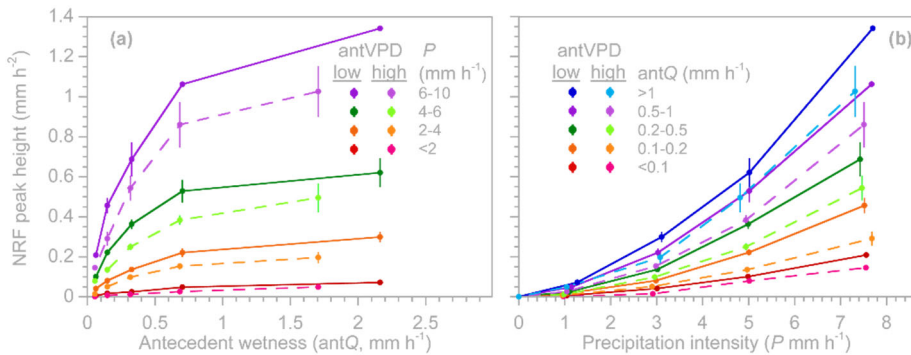 1.4
1.2
1
0.8
0.6
0.4
0.2
0
NRF peak height (mm h⁻²)
(a)
antVPD P
low high (mm h⁻¹)
6-10
4-6
2-4
<2
0 0.5 1 1.5 2 2.5
Antecedent wetness (antQ, mm h⁻¹)
(b)
antVPD
low high antQ (mm h⁻¹)
>1
0.5-1
0.2-0.5
0.1-0.2
<0.1
0 1 2 3 4 5 6 7 8
Precipitation intensity (P mm h⁻¹)